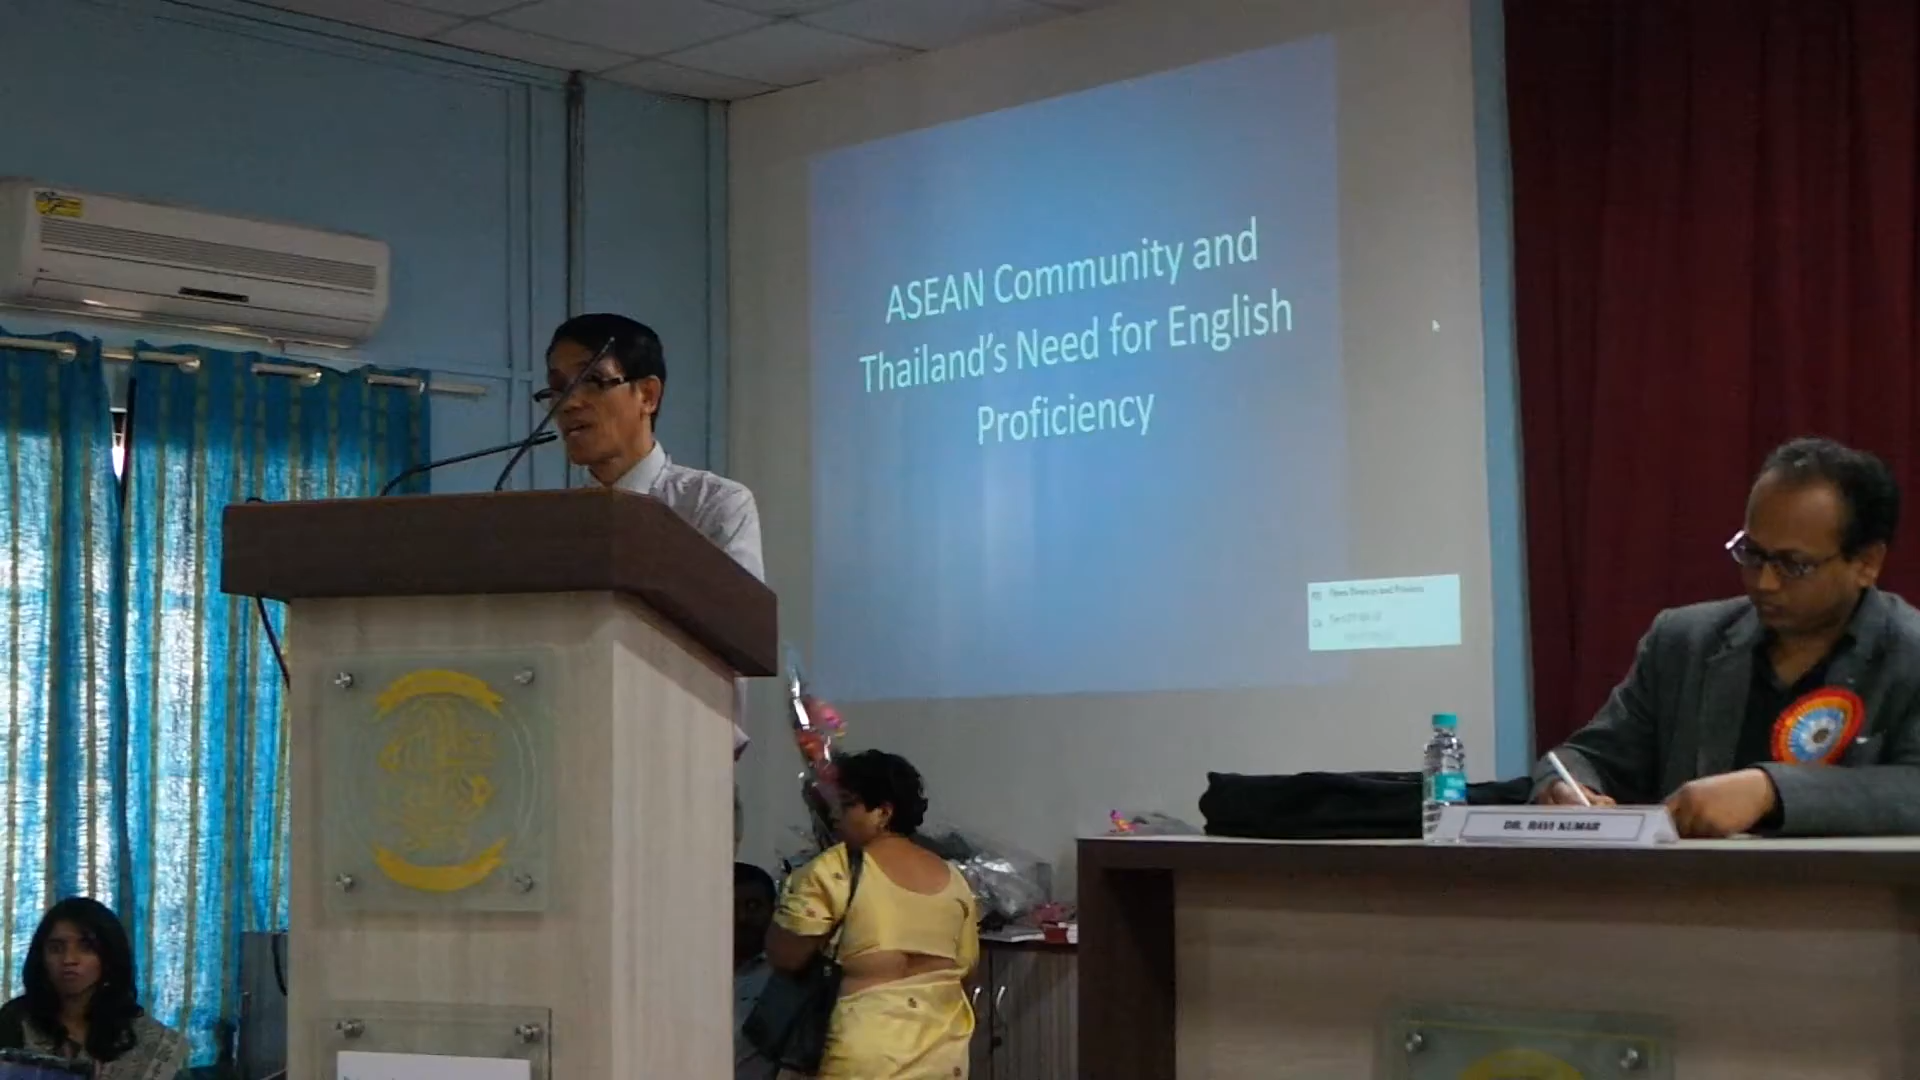 ASEAN Community and
Thailand's Need for English
Proficiency
DR. RAVI KUMAR